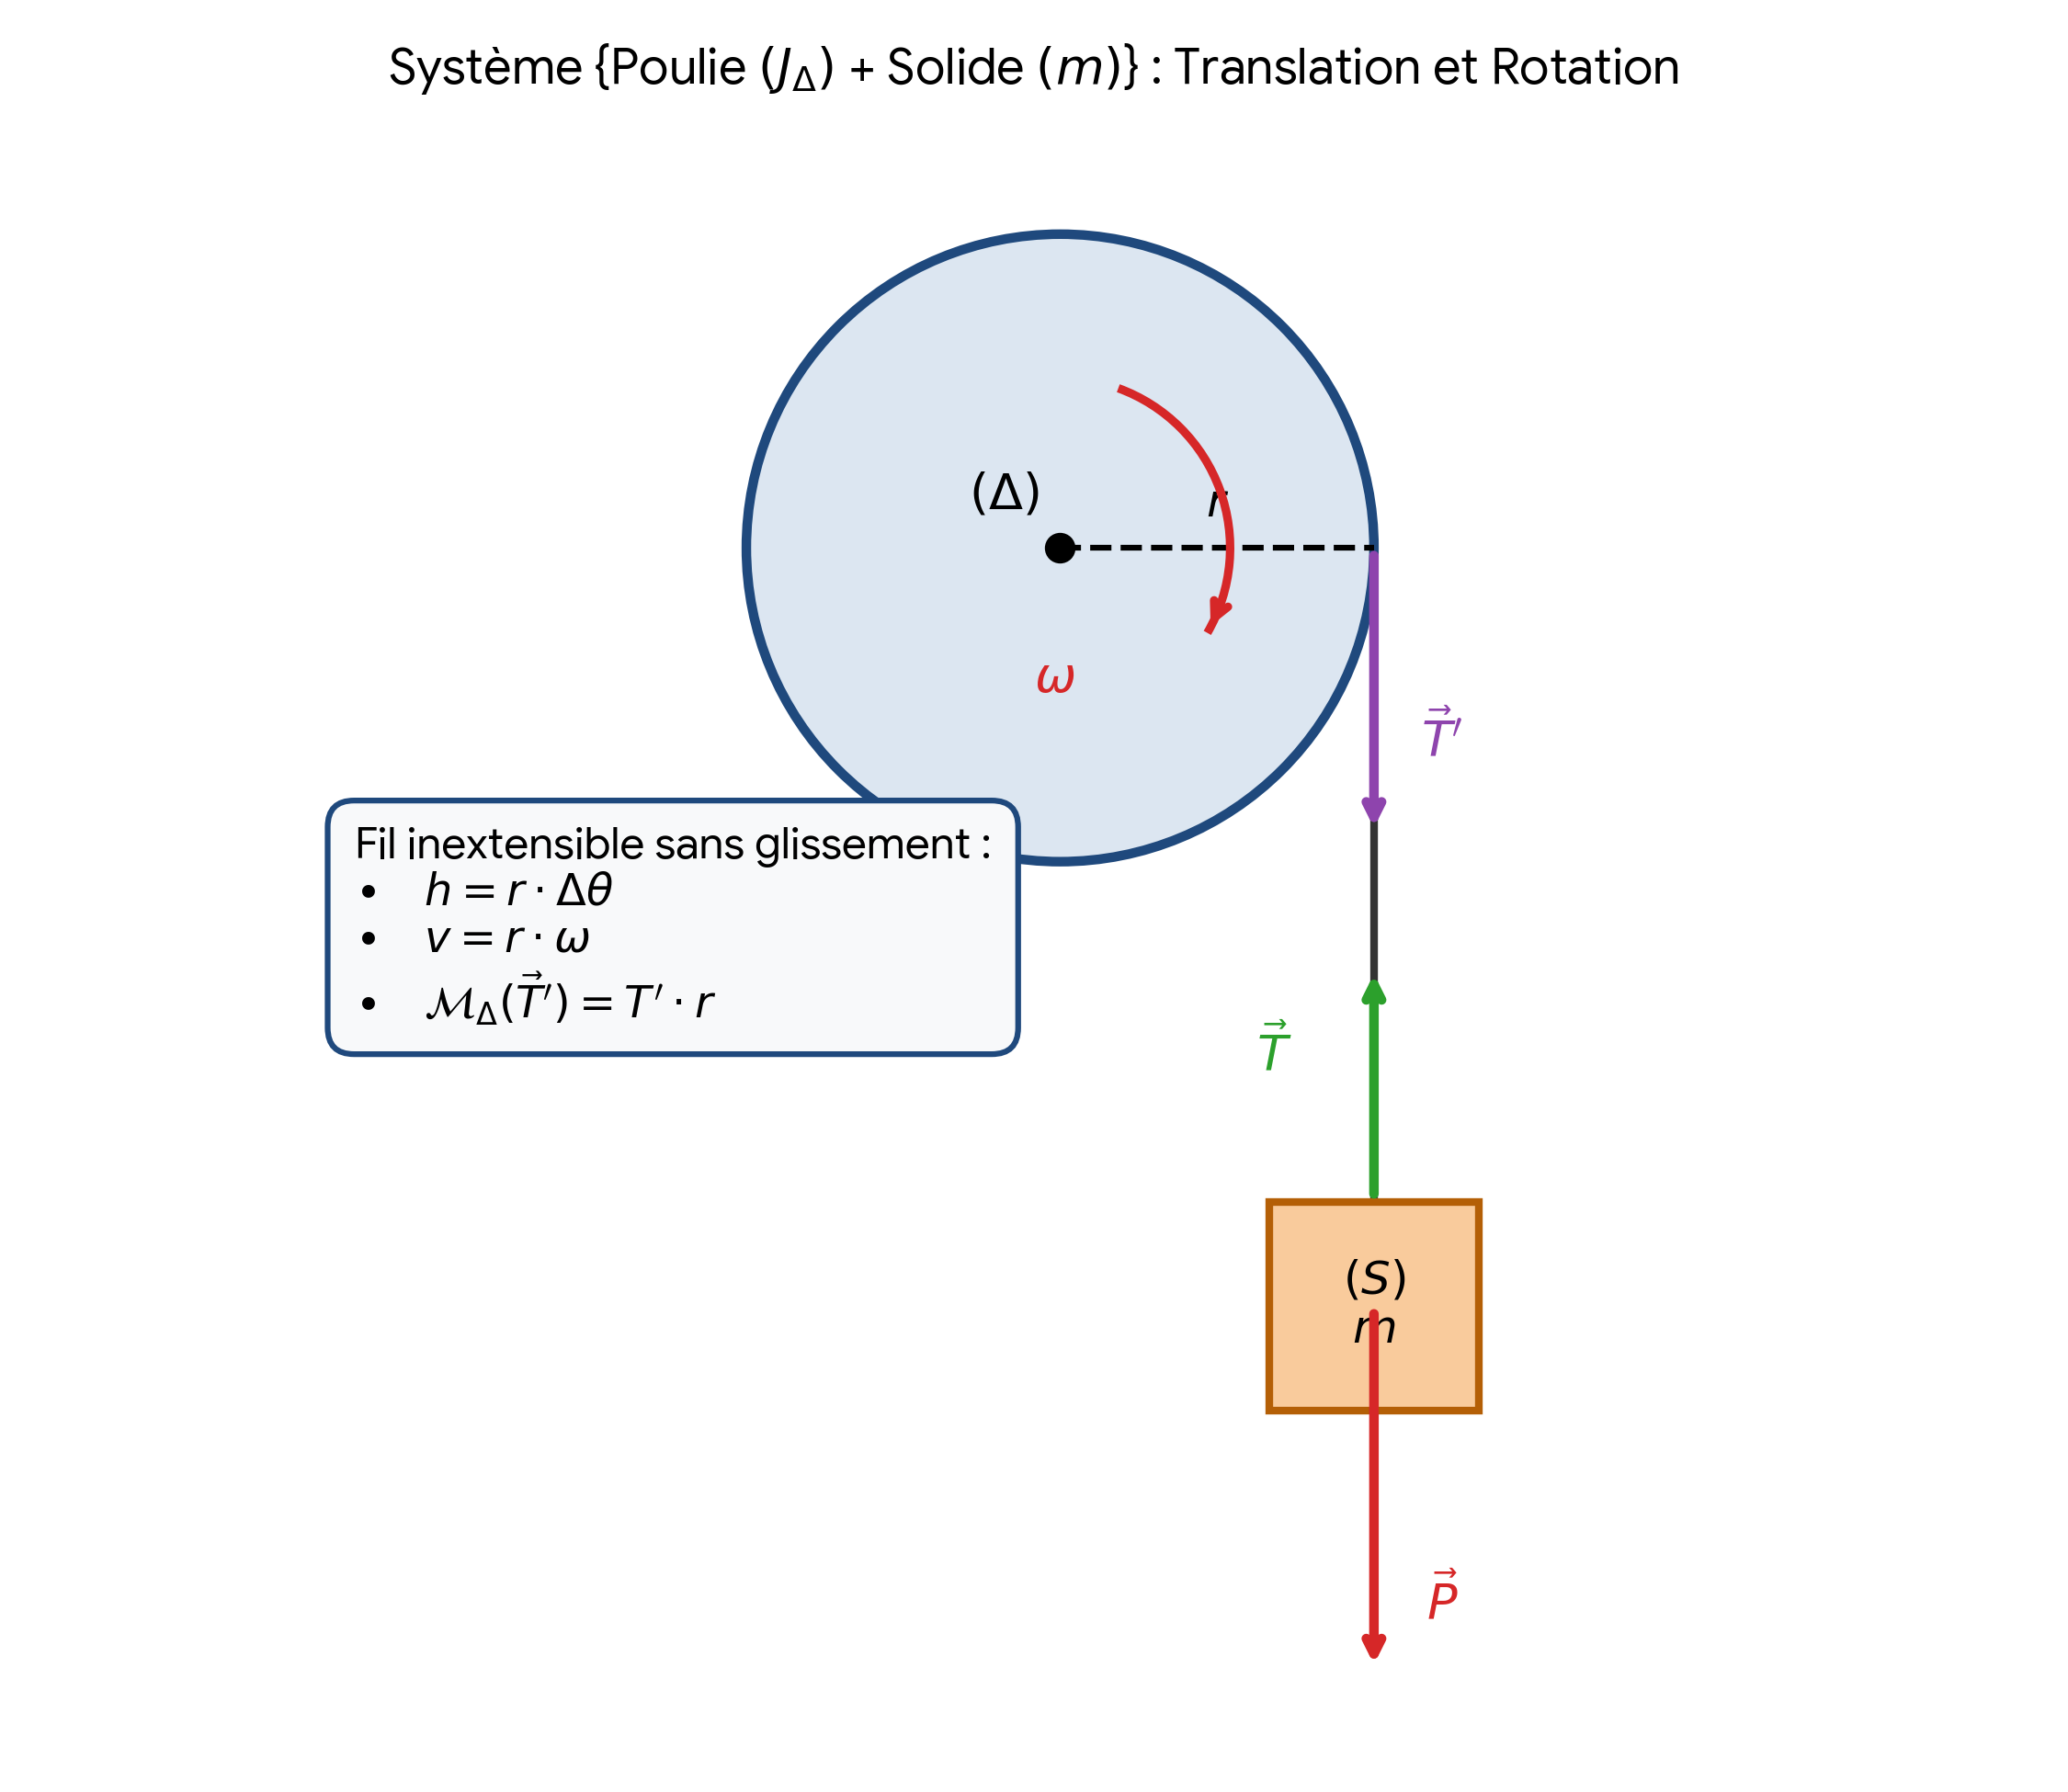 Système {Poulie (J_Δ) + Solide (m)} : Translation et Rotation
(Δ)
r
ω
T⃗′
Fil inextensible sans glissement :
• h = r · Δθ
• v = r · ω
• ℳ_Δ(T⃗′) = T′ · r
T⃗
(S)
m
P⃗